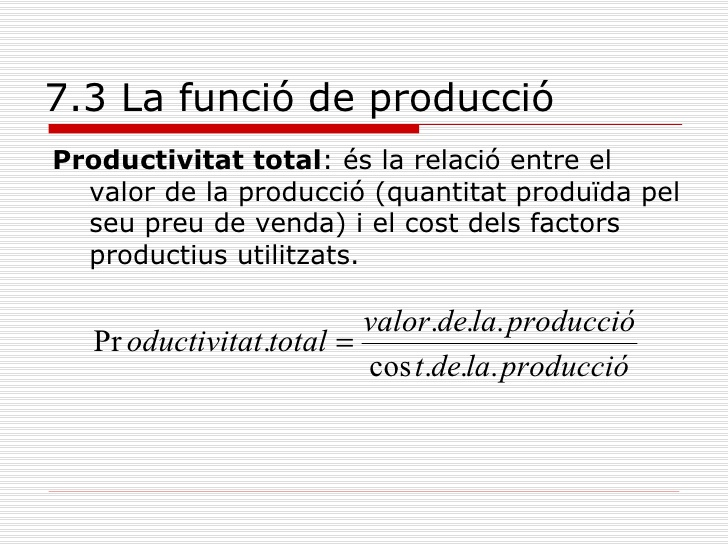 7.3 La funció de producció
Productivitat total: és la relació entre el
valor de la producció (quantitat produïda pel
seu preu de venda) i el cost dels factors
productius utilitzats.
Pr oductivitat.total = valor.de.la.producció
cos t.de.la.producció